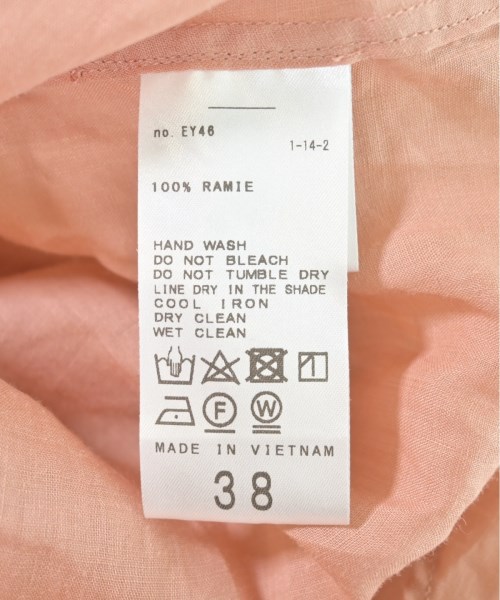 no. EY46
1-14-2
100% RAMIE
HAND WASH
DO NOT BLEACH
DO NOT TUMBLE DRY
LINE DRY IN THE SHADE
COOL IRON
DRY CLEAN
WET CLEAN
F W
MADE IN VIETNAM
38